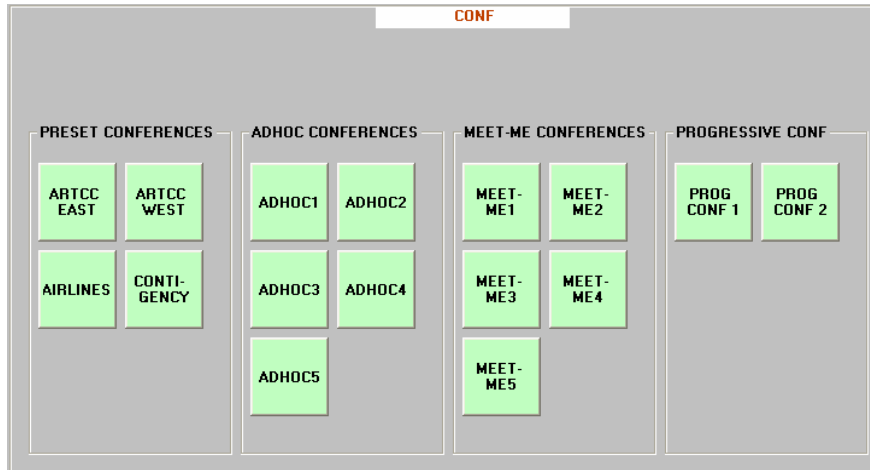 CONF
PRESET CONFERENCES
ARTCC
EAST
ARTCC
WEST
AIRLINES
CONTI-
GENCY
ADHOC CONFERENCES
ADHOC1
ADHOC2
ADHOC3
ADHOC4
ADHOC5
MEET-ME CONFERENCES
MEET-
ME1
MEET-
ME2
MEET-
ME3
MEET-
ME4
MEET-
ME5
PROGRESSIVE CONF
PROG
CONF 1
PROG
CONF 2